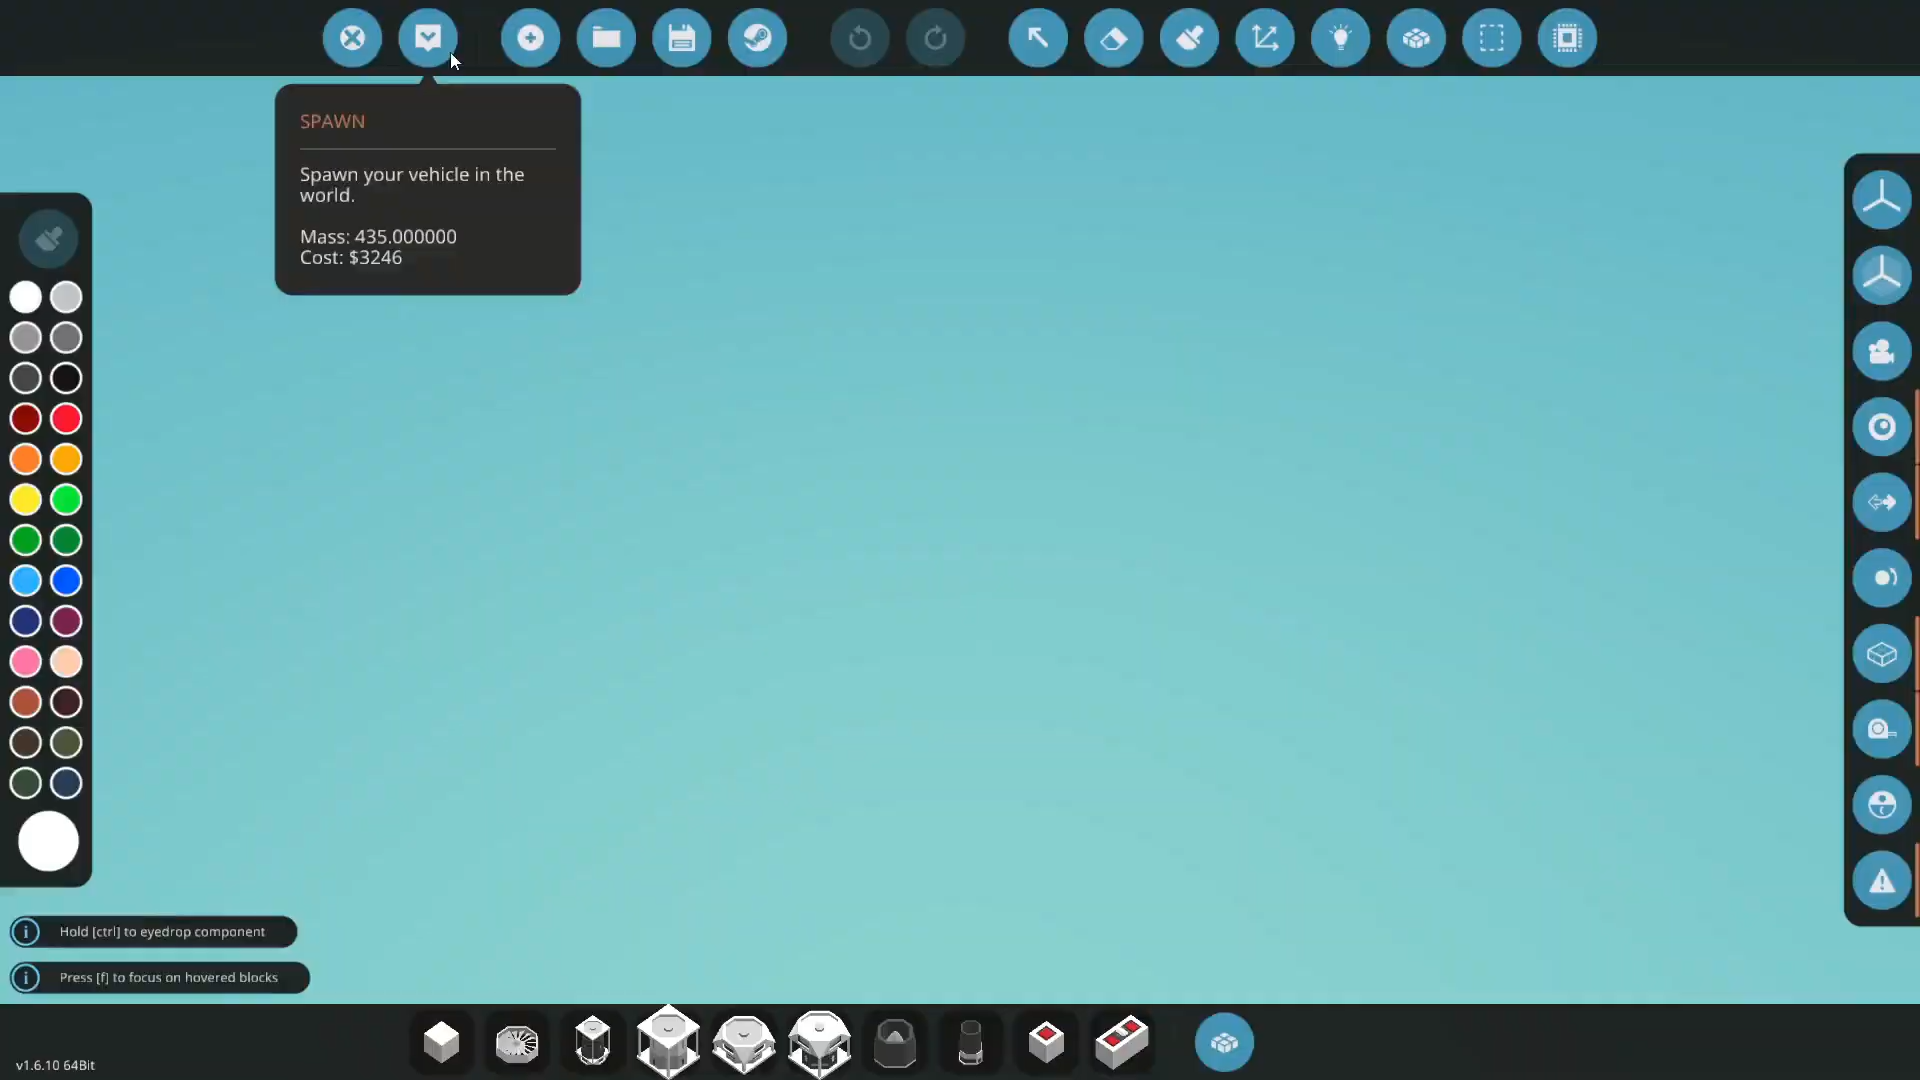 SPAWN
Spawn your vehicle in the
world.
Mass: 435.000000
Cost: $3246
Hold [ctrl] to eyedrop component
Press [f] to focus on hovered blocks
v1.6.10 64Bit